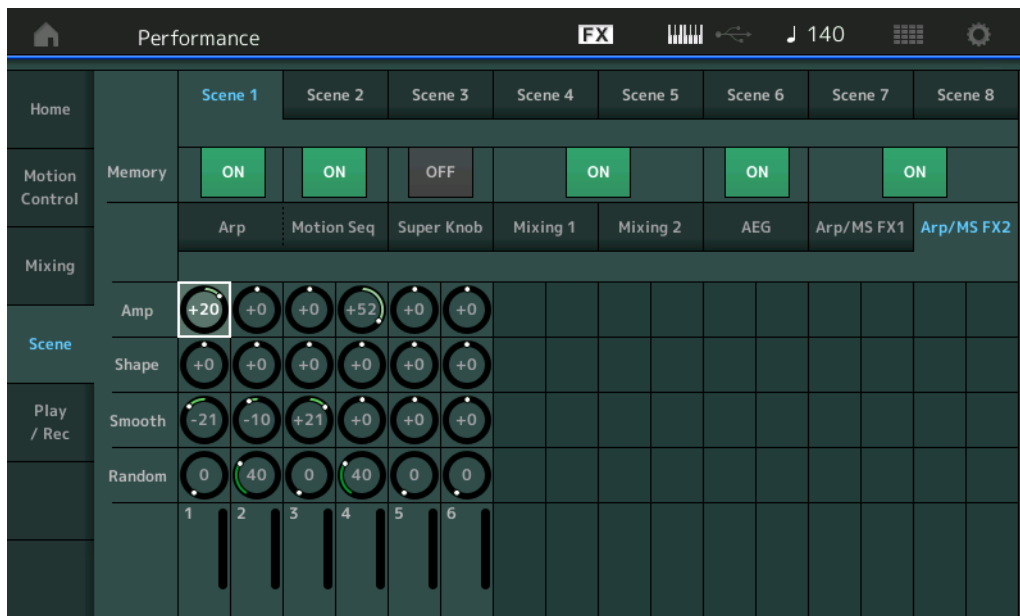 Performance FX ♩ 140
Scene 1 Scene 2 Scene 3 Scene 4 Scene 5 Scene 6 Scene 7 Scene 8
Home
Memory ON ON OFF ON ON ON
Motion
Control
Arp Motion Seq Super Knob Mixing 1 Mixing 2 AEG Arp/MS FX1 Arp/MS FX2
Mixing
Amp +20 +0 +0 +52 +0 +0
Scene
Shape +0 +0 +0 +0 +0 +0
Play
/ Rec
Smooth -21 -10 +21 +0 +0 +0
Random 0 40 0 40 0 0
1 2 3 4 5 6